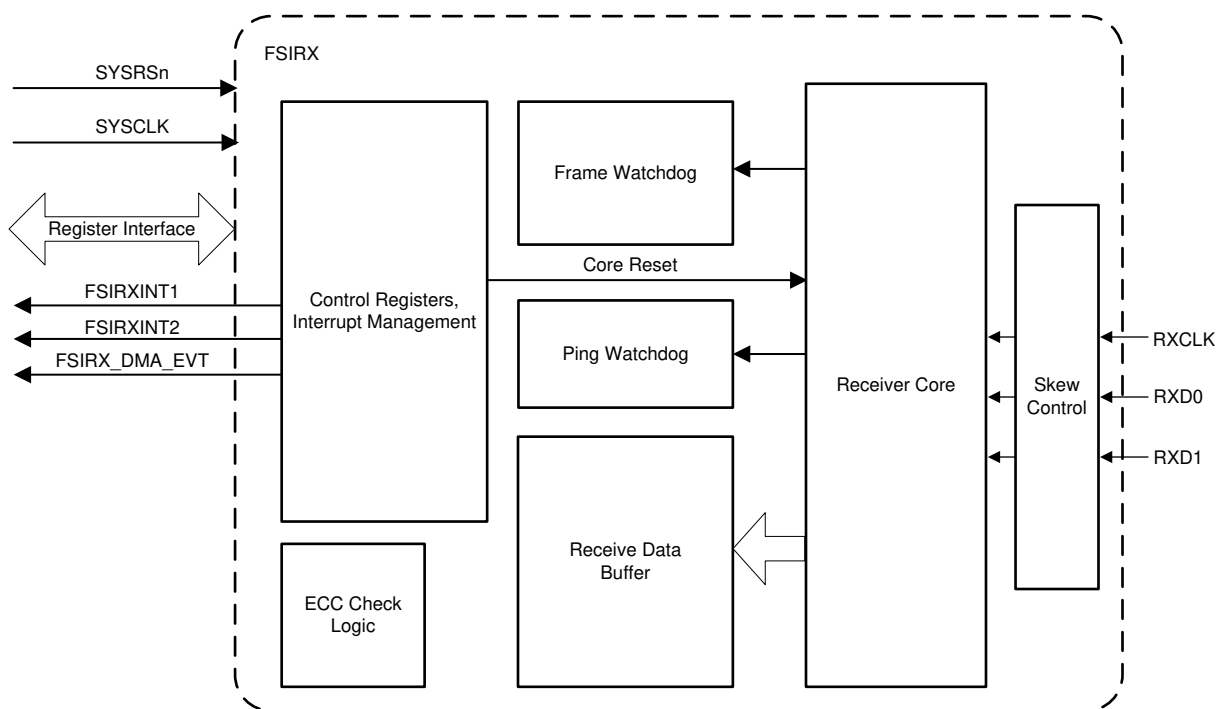 FSIRX
SYSRSn
SYSCLK
Register Interface
FSIRXINT1
FSIRXINT2
FSIRX_DMA_EVT
Control Registers,
Interrupt Management
ECC Check
Logic
Frame Watchdog
Core Reset
Ping Watchdog
Receive Data
Buffer
Receiver Core
Skew
Control
RXCLK
RXD0
RXD1